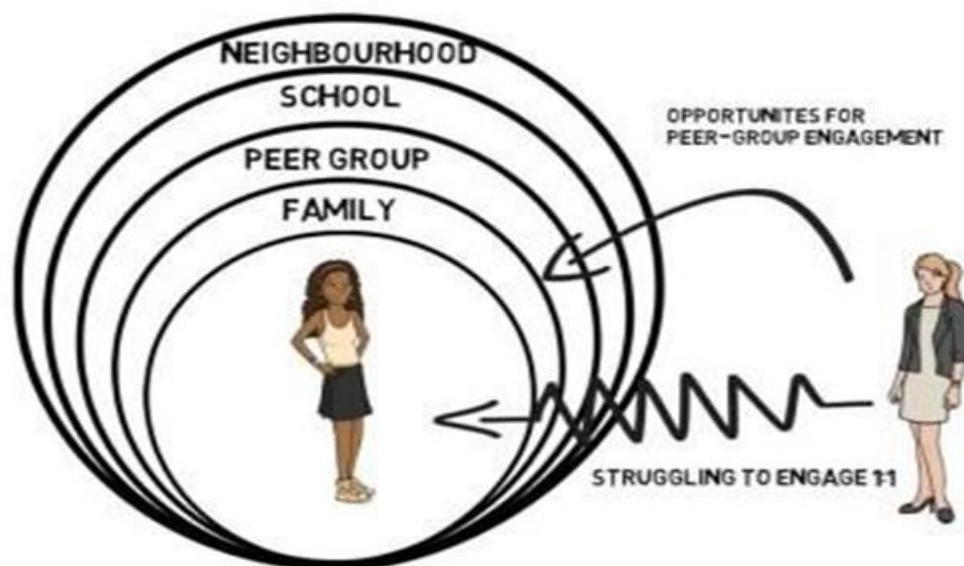 NEIGHBOURHOOD
SCHOOL
PEER GROUP
FAMILY
OPPORTUNITES FOR
PEER-GROUP ENGAGEMENT
STRUGGLING TO ENGAGE 1:1